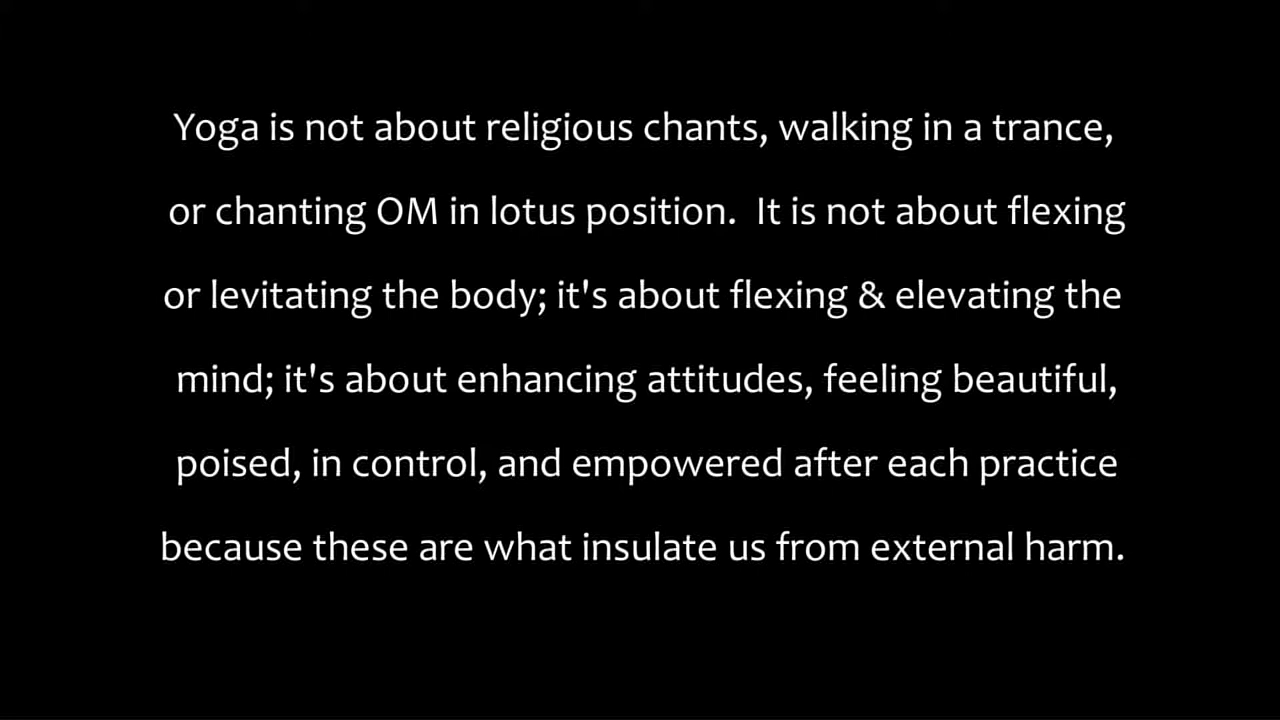 Yoga is not about religious chants, walking in a trance,
or chanting OM in lotus position.  It is not about flexing
or levitating the body; it's about flexing & elevating the
mind; it's about enhancing attitudes, feeling beautiful,
poised, in control, and empowered after each practice
because these are what insulate us from external harm.